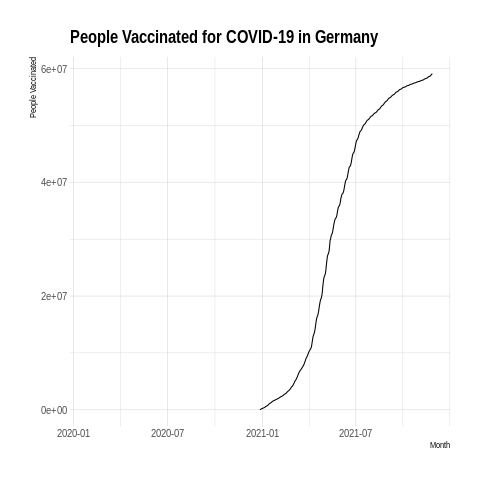 People Vaccinated for COVID-19 in Germany
People Vaccinated
6e+07
4e+07
2e+07
0e+00
2020-01 2020-07 2021-01 2021-07
Month